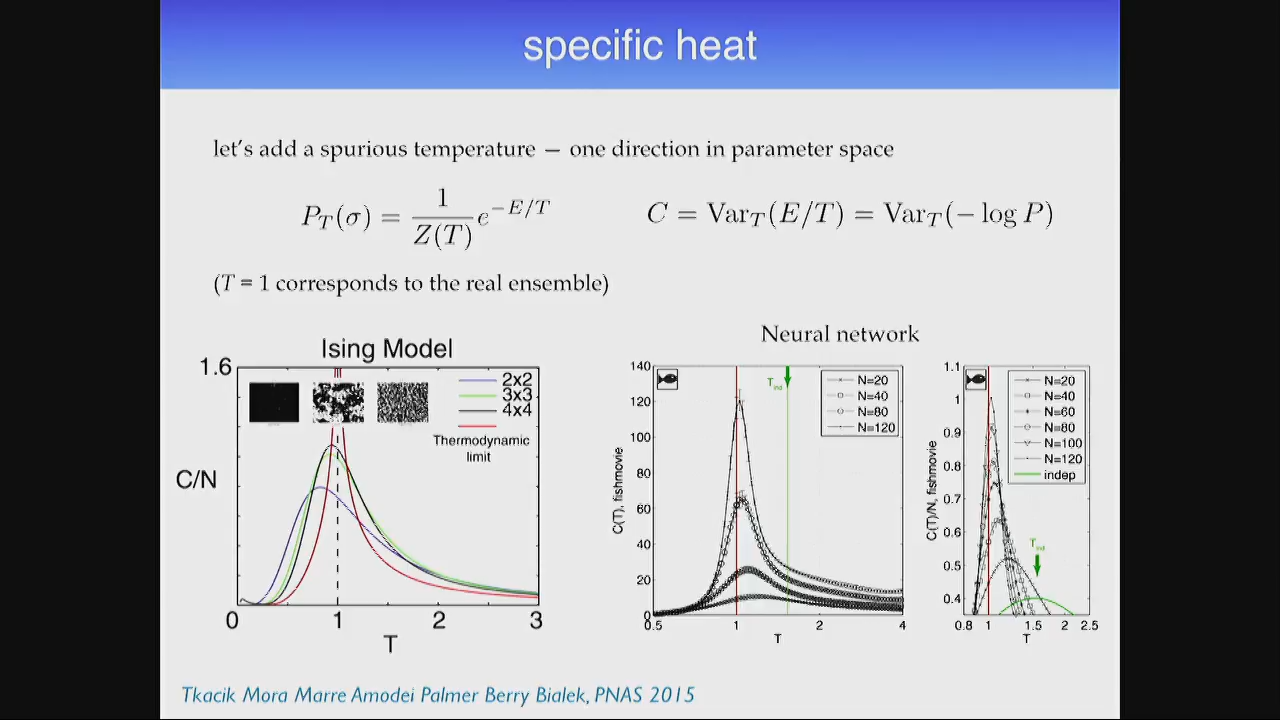 specific heat
let's add a spurious temperature — one direction in parameter space
P_T(σ) = 1/Z(T) e^{−E/T}
C = Var_T(E/T) = Var_T(− log P)
(T = 1 corresponds to the real ensemble)
Ising Model
1.6
C/N
2x2
3x3
4x4
Thermodynamic
limit
0 1 2 3
T
Neural network
140
120
100
80
60
40
20
0
C(T), fishmovie
T_ind
N=20
N=40
N=80
N=120
0.5 1 2 4
T
1.1
1
0.9
0.8
0.7
0.6
0.5
0.4
C(T)/N, fishmovie
N=20
N=40
N=60
N=80
N=100
N=120
indep
T_ind
0.8 1 1.5 2 2.5
T
Tkacik Mora Marre Amodei Palmer Berry Bialek, PNAS 2015